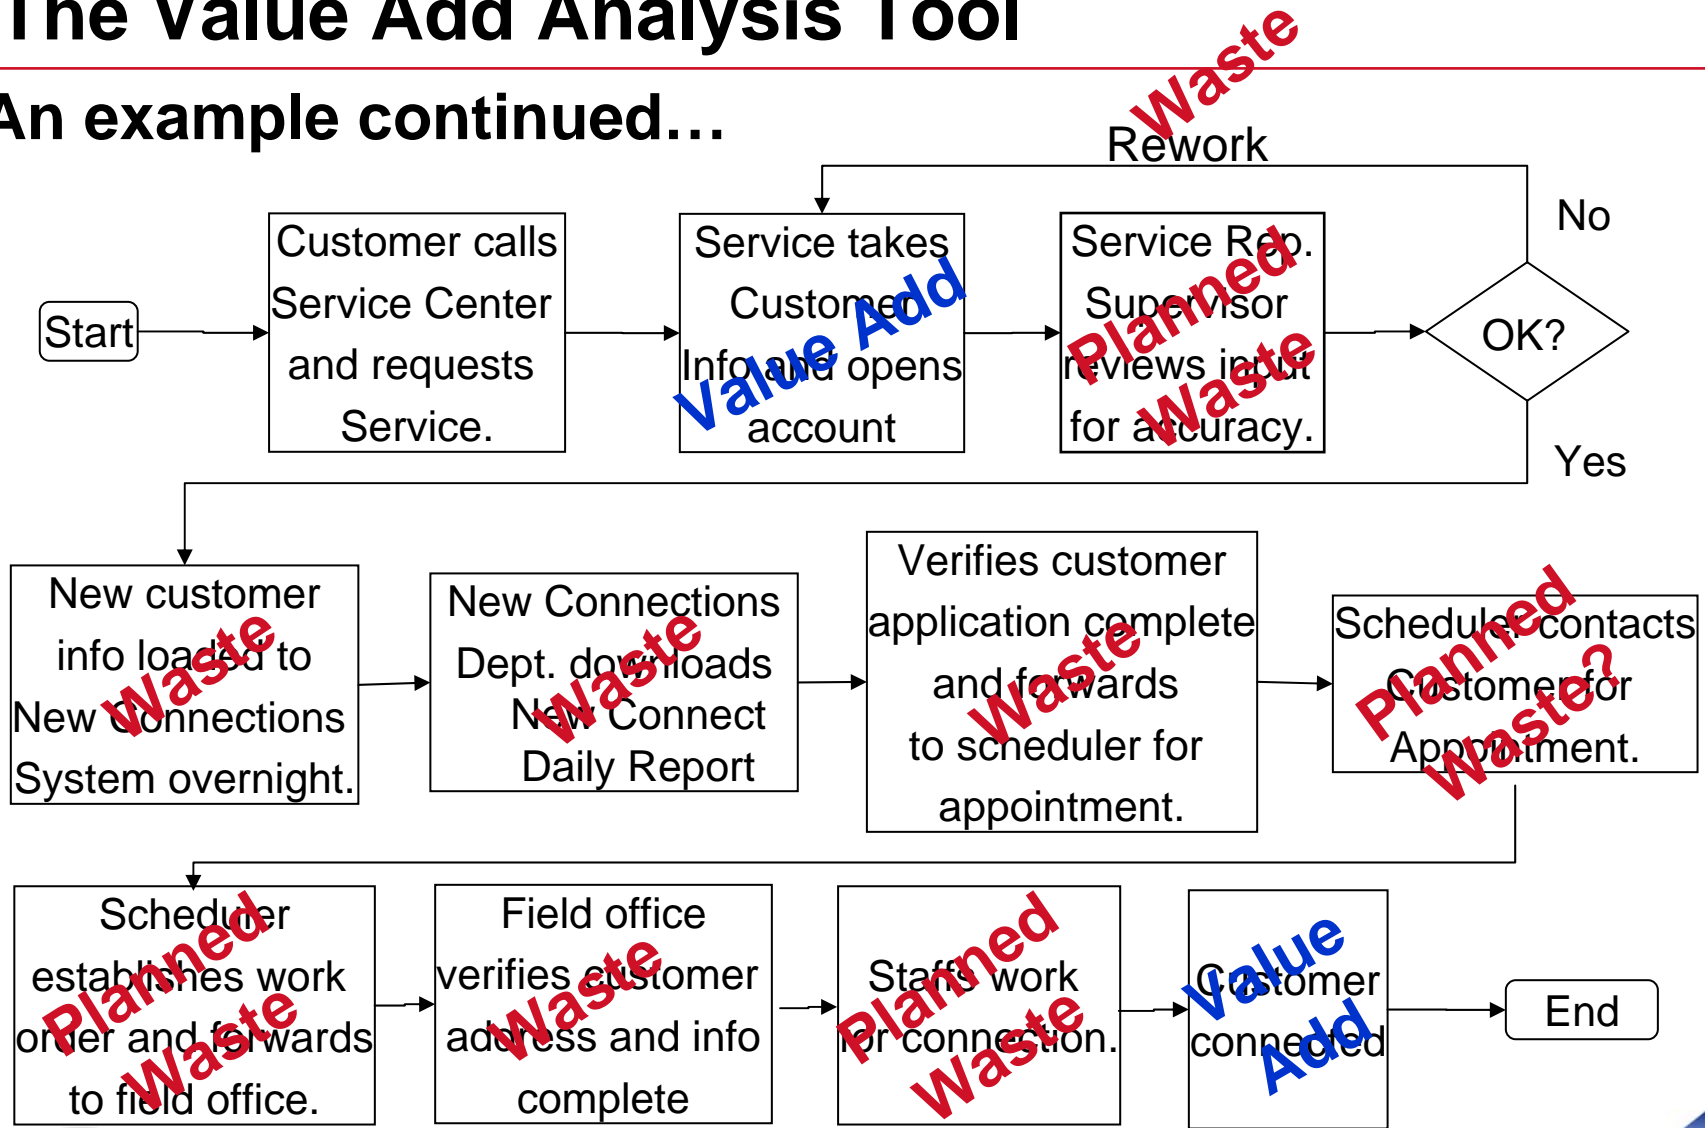 The Value Add Analysis Tool
An example continued…
Waste
Rework
No
Start
Customer calls
Service Center
and requests
Service.
Service takes
Customer
Info and opens
account
Value Add
Service Rep.
Supervisor
reviews input
for accuracy.
Planned
Waste
OK?
Yes
New customer
info loaded to
New Connections
System overnight.
Waste
New Connections
Dept. downloads
New Connect
Daily Report
Waste
Verifies customer
application complete
and forwards
to scheduler for
appointment.
Waste
Scheduler contacts
Customer for
Appointment.
Planned
Waste?
Scheduler
establishes work
order and forwards
to field office.
Planned
Waste
Field office
verifies customer
address and info
complete
Waste
Staffs work
for connection.
Planned
Waste
Customer
connected
Value
Add
End